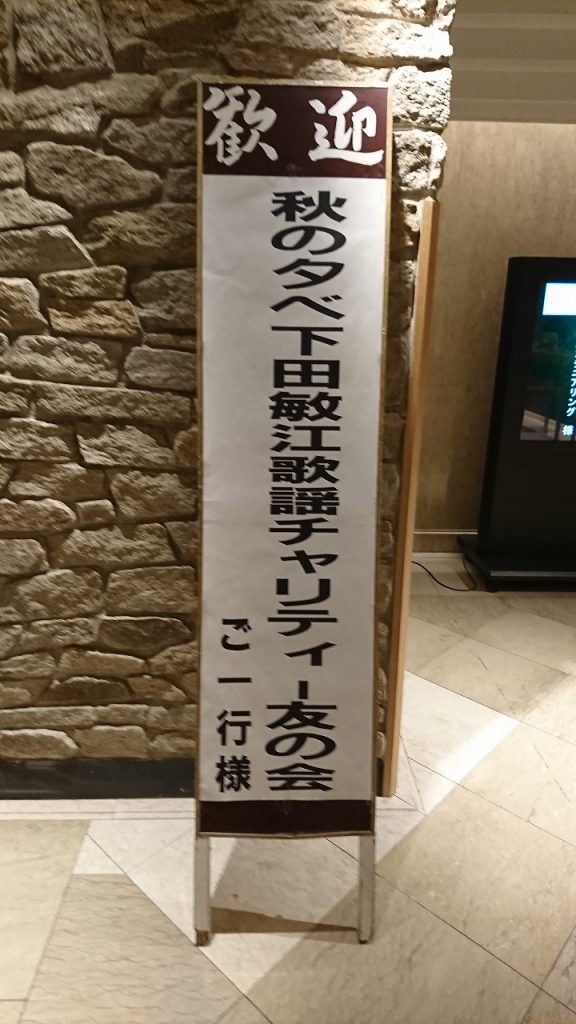 歓迎
秋の夕べ下田敏江歌謡チャリティー友の会
ご一行様
様